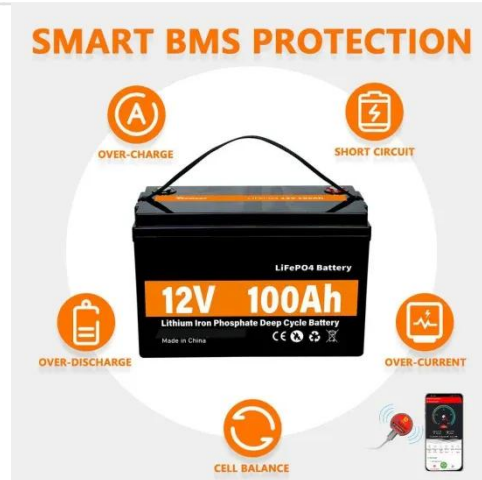 SMART BMS PROTECTION
OVER-CHARGE
SHORT CIRCUIT
LiFePO4 Battery
12V 100Ah
Lithium Iron Phosphate Deep Cycle Battery
Made in China
CE
OVER-DISCHARGE
OVER-CURRENT
CELL BALANCE